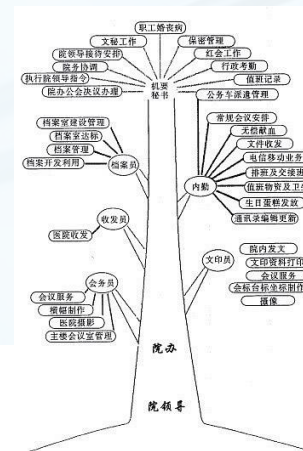 职工婚丧病
文秘工作
保密管理
院领导接待安排
红会工作
院务协调
行政考勤
执行院领导指令
值班记录
院办公会决议办理
机要秘书
公务车派遣管理
档案室建设管理
档案室达标
档案管理
档案开发利用
档案员
常规会议安排
无偿献血
文件收发
电信移动业务
排班及交接班
值班物资及卫
生日蛋糕发放
通讯录编辑更新
内勤
收发员
医院收发
文印员
院内发文
文印资料打印
会议服务
会标台标坐标制作
摄像
会务员
会议服务
横幅制作
医院摄影
主楼会议室管理
院办
院领导